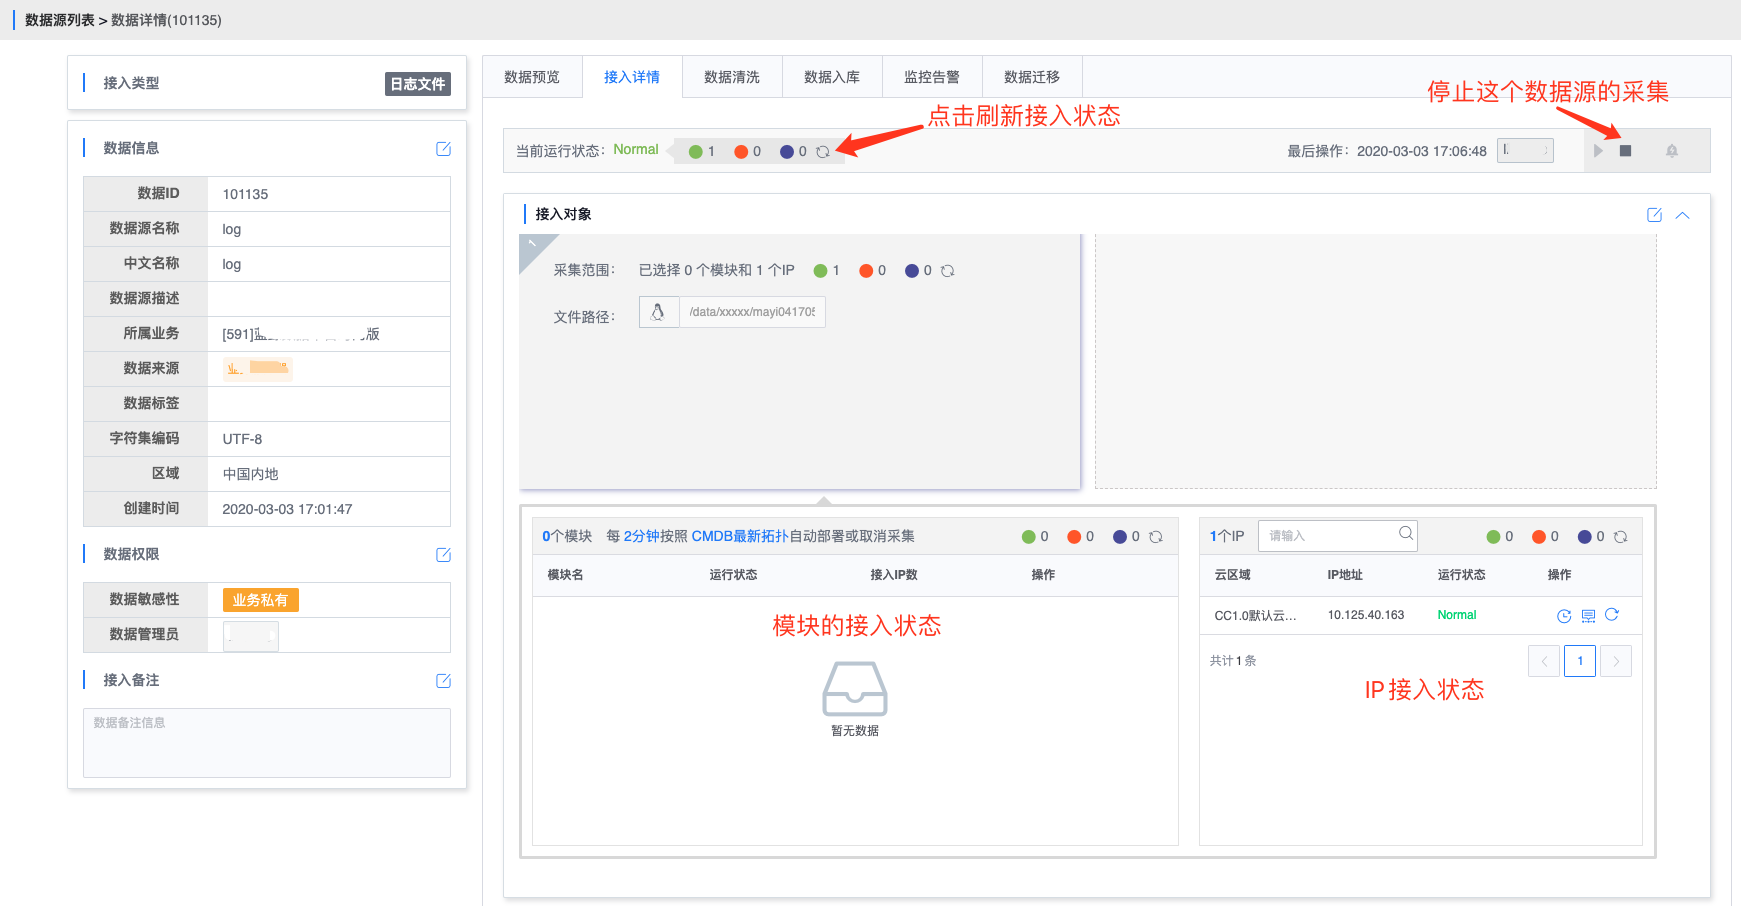 数据源列表 > 数据详情(101135)
接入类型
日志文件
数据信息
数据ID 101135
数据源名称 log
中文名称 log
数据源描述
所属业务 [591] 版
数据来源
数据标签
字符集编码 UTF-8
区域 中国内地
创建时间 2020-03-03 17:01:47
数据权限
数据敏感性 业务私有
数据管理员
接入备注
数据备注信息
数据预览 接入详情 数据清洗 数据入库 监控告警 数据迁移
点击刷新接入状态
停止这个数据源的采集
当前运行状态: Normal 1 0 0
最后操作: 2020-03-03 17:06:48
接入对象
采集范围: 已选择 0 个模块和 1 个IP 1 0 0
文件路径: /data/xxxxx/mayi041705
0个模块 每 2分钟按照 CMDB最新拓扑自动部署或取消采集 0 0 0
模块名 运行状态 接入IP数 操作
模块的接入状态
暂无数据
1个IP 请输入 0 0 0
云区域 IP地址 运行状态 操作
CC1.0默认云... 10.125.40.163 Normal
共计 1 条
1
IP 接入状态